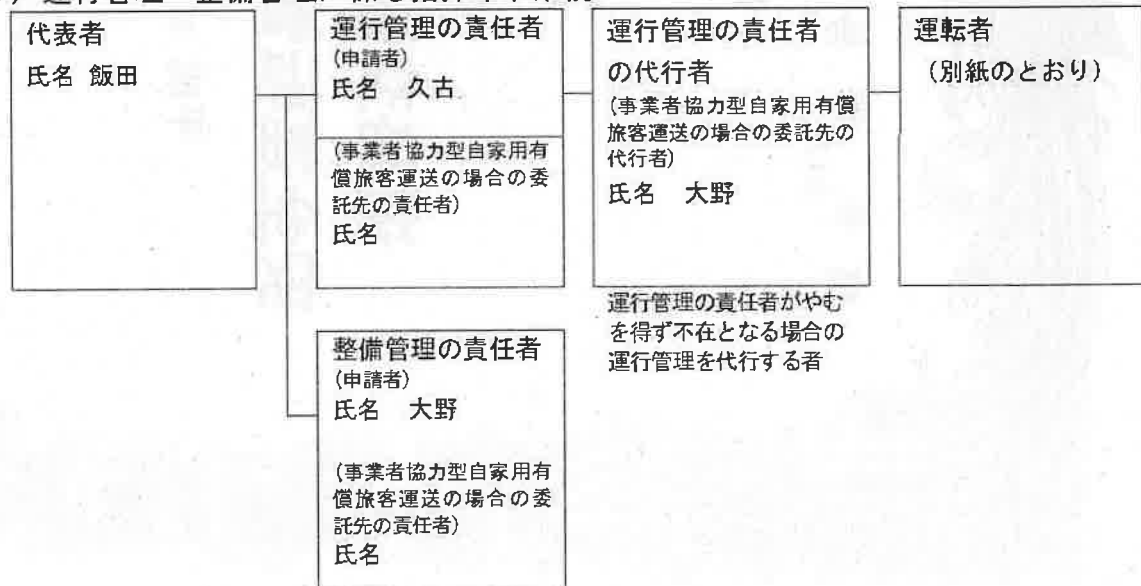 代表者
氏名 飯田
運行管理の責任者
(申請者)
氏名 久古
(事業者協力型自家用有
償旅客運送の場合の委
託先の責任者)
氏名
運行管理の責任者
の代行者
(事業者協力型自家用有償
旅客運送の場合の委託先の
代行者)
氏名 大野
運行管理の責任者がやむ
を得ず不在となる場合の
運行管理を代行する者
運転者
(別紙のとおり)
整備管理の責任者
(申請者)
氏名 大野
(事業者協力型自家用有
償旅客運送の場合の委
託先の責任者)
氏名